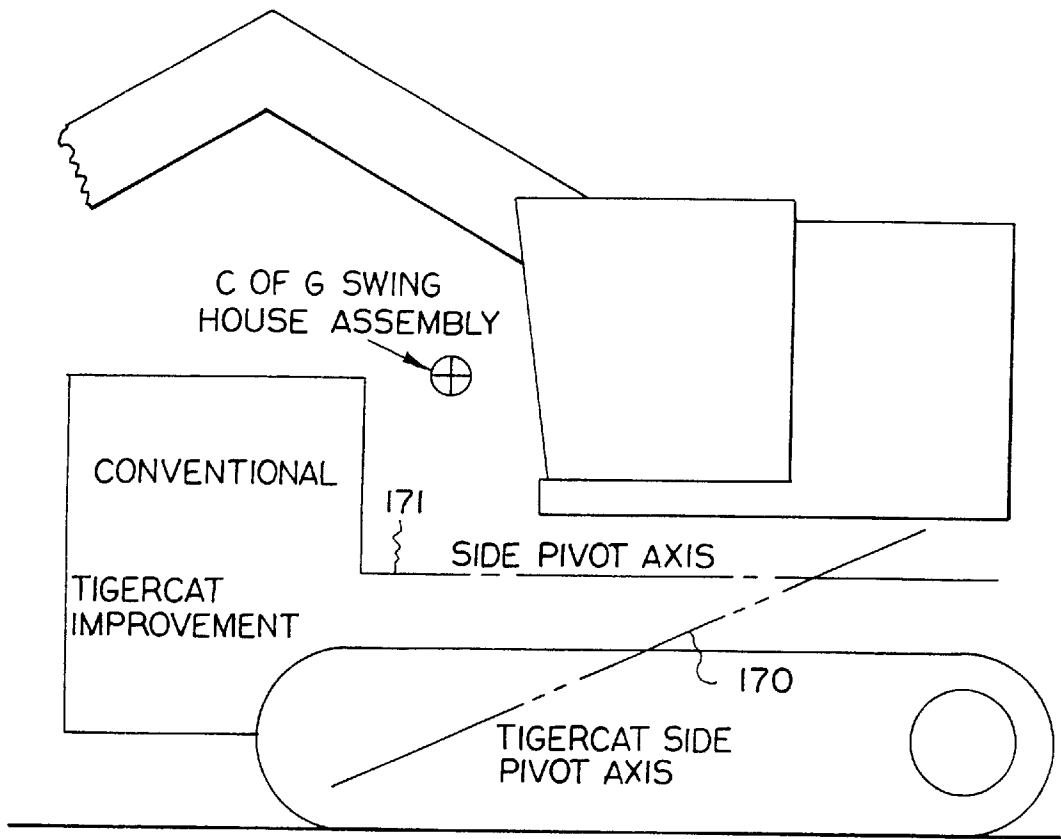 C OF G SWING
HOUSE ASSEMBLY
CONVENTIONAL
171
SIDE PIVOT AXIS
TIGERCAT
IMPROVEMENT
170
TIGERCAT SIDE
PIVOT AXIS